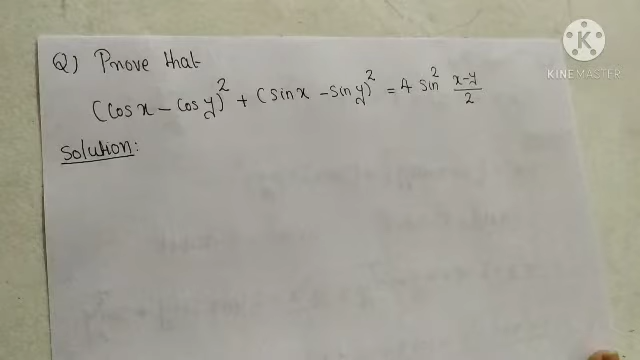 Q) Prove that
(Cos x - Cos y)² + (Sin x - Sin y)² = 4 Sin² x-y/2
Solution:
KINEMASTER